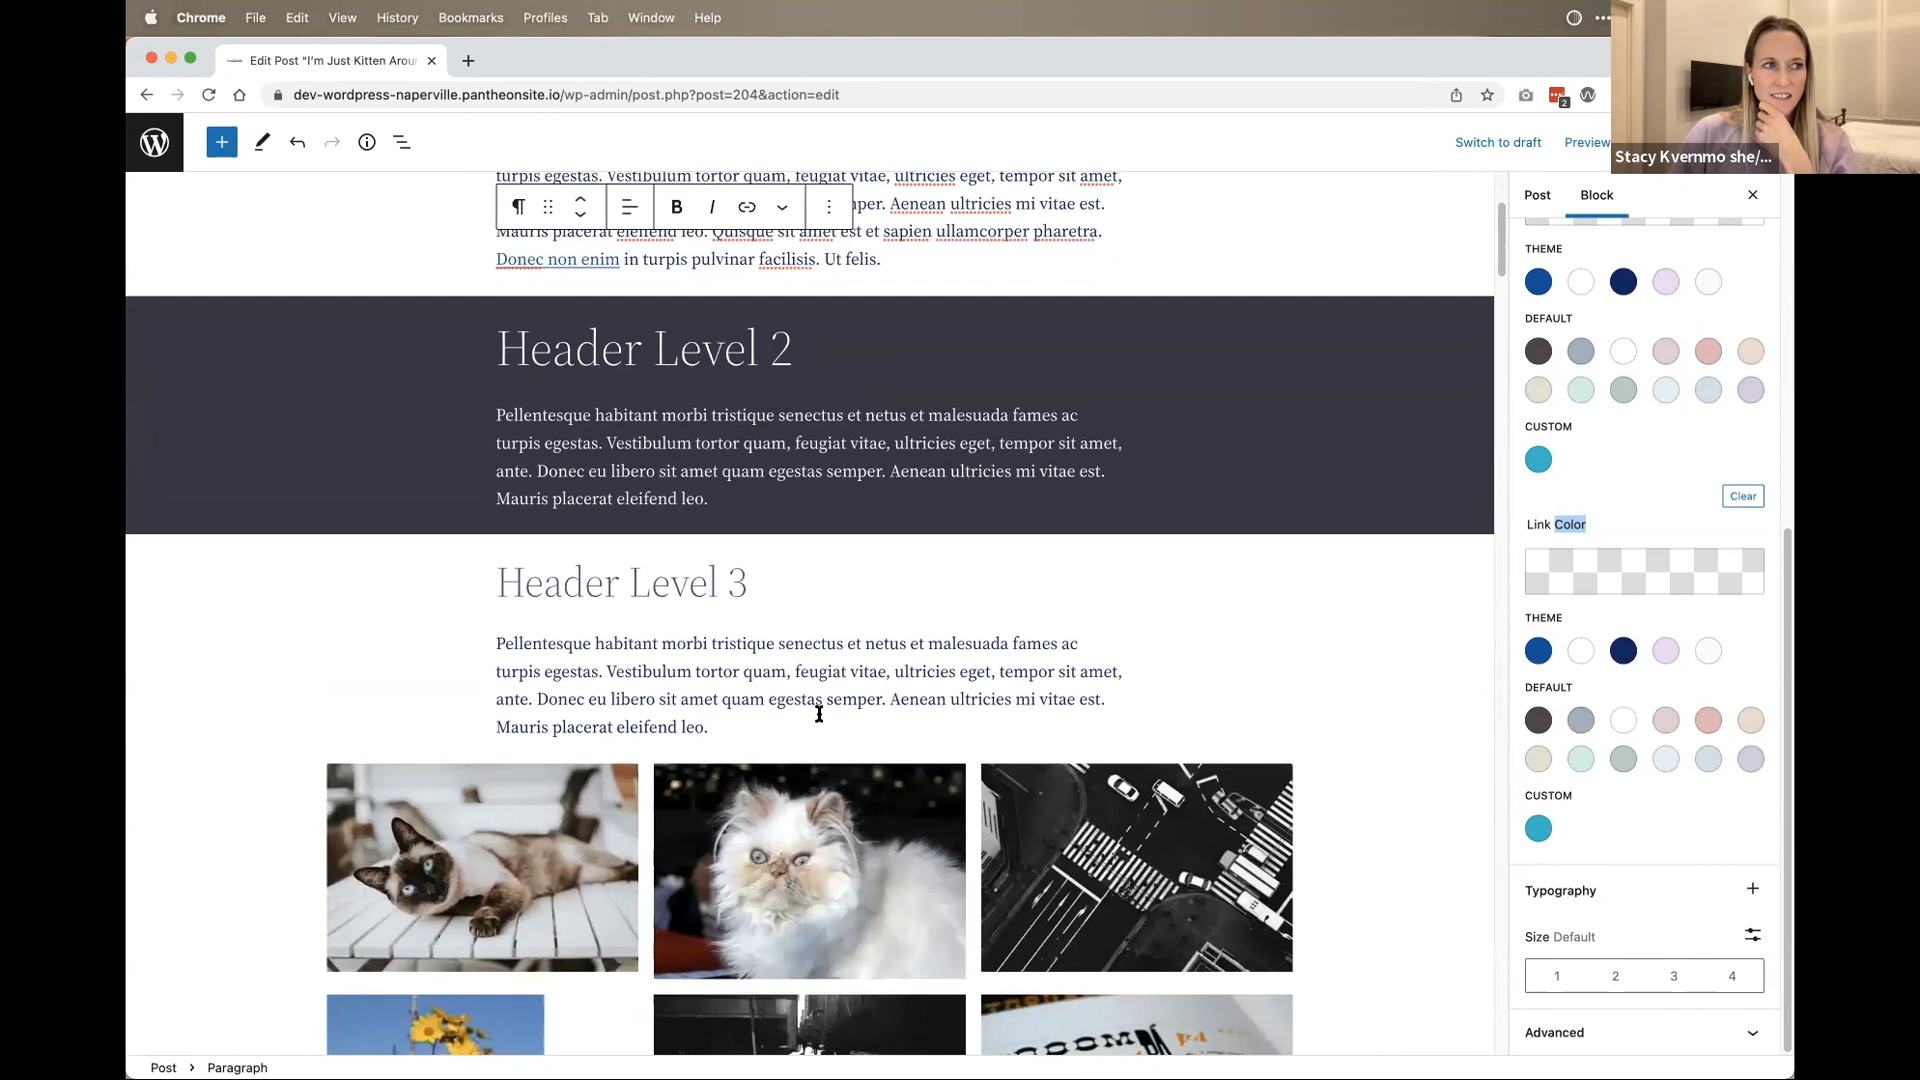 Chrome File Edit View History Bookmarks Profiles Tab Window Help
Edit Post "I'm Just Kitten Arou
dev-wordpress-naperville.pantheonsite.io/wp-admin/post.php?post=204&action=edit
2
Switch to draft Preview
Stacy Kvernmo she/...
Post Block
turpis egestas. Vestibulum tortor quam, feugiat vitae, ultricies eget, tempor sit amet,
B I
Aenean ultricies mi vitae est.
Mauris placerat eleifend leo. Quisque sit amet est et sapien ullamcorper pharetra.
Donec non enim in turpis pulvinar facilisis. Ut felis.
Header Level 2
Pellentesque habitant morbi tristique senectus et netus et malesuada fames ac
turpis egestas. Vestibulum tortor quam, feugiat vitae, ultricies eget, tempor sit amet,
ante. Donec eu libero sit amet quam egestas semper. Aenean ultricies mi vitae est.
Mauris placerat eleifend leo.
Header Level 3
Pellentesque habitant morbi tristique senectus et netus et malesuada fames ac
turpis egestas. Vestibulum tortor quam, feugiat vitae, ultricies eget, tempor sit amet,
ante. Donec eu libero sit amet quam egestas semper. Aenean ultricies mi vitae est.
Mauris placerat eleifend leo.
THEME
DEFAULT
CUSTOM
Clear
Link Color
THEME
DEFAULT
CUSTOM
Typography
Size Default
1 2 3 4
Advanced
Post > Paragraph